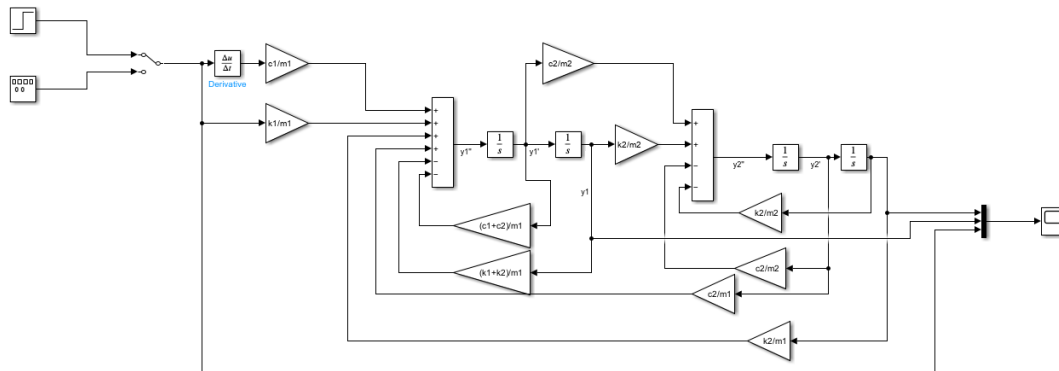 Δu
Δt
Derivative
c1/m1
k1/m1
+
+
+
+
−
−
y1"
1
s
y1'
1
s
y1
c2/m2
k2/m2
+
+
−
−
y2"
1
s
y2'
1
s
k2/m2
(c1+c2)/m1
(k1+k2)/m1
c2/m2
c2/m1
k2/m1